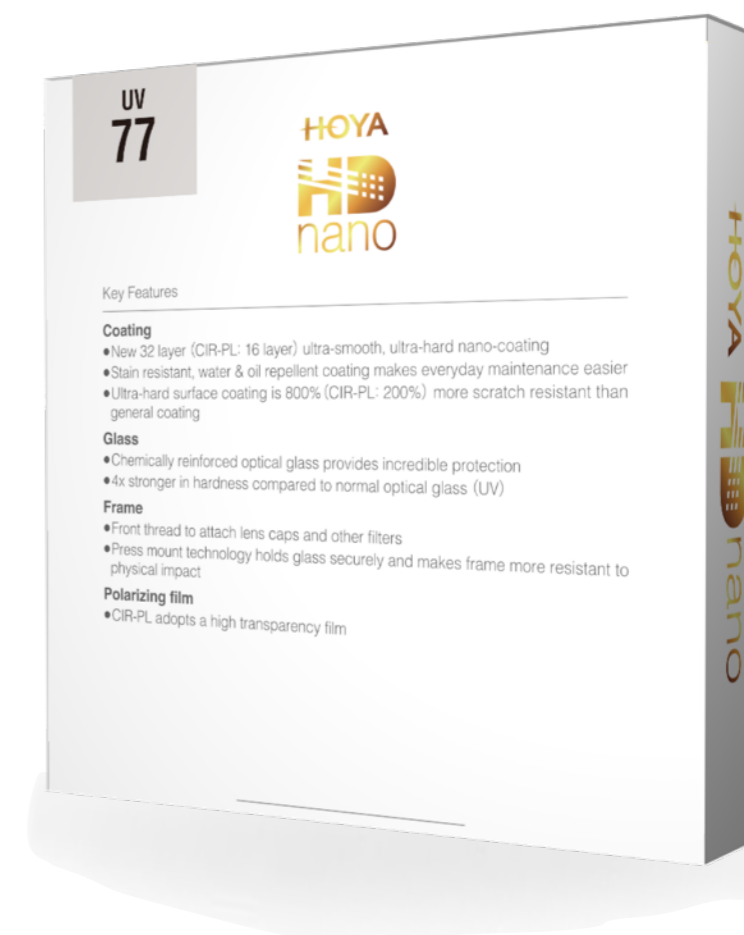 UV
77
HOYA
HD
nano
Key Features
Coating
●New 32 layer (CIR-PL: 16 layer) ultra-smooth, ultra-hard nano-coating
●Stain resistant, water & oil repellent coating makes everyday maintenance easier
●Ultra-hard surface coating is 800% (CIR-PL: 200%) more scratch resistant than
general coating
Glass
●Chemically reinforced optical glass provides incredible protection
●4x stronger in hardness compared to normal optical glass (UV)
Frame
●Front thread to attach lens caps and other filters
●Press mount technology holds glass securely and makes frame more resistant to
physical impact
Polarizing film
●CIR-PL adopts a high transparency film
HOYA HD nano